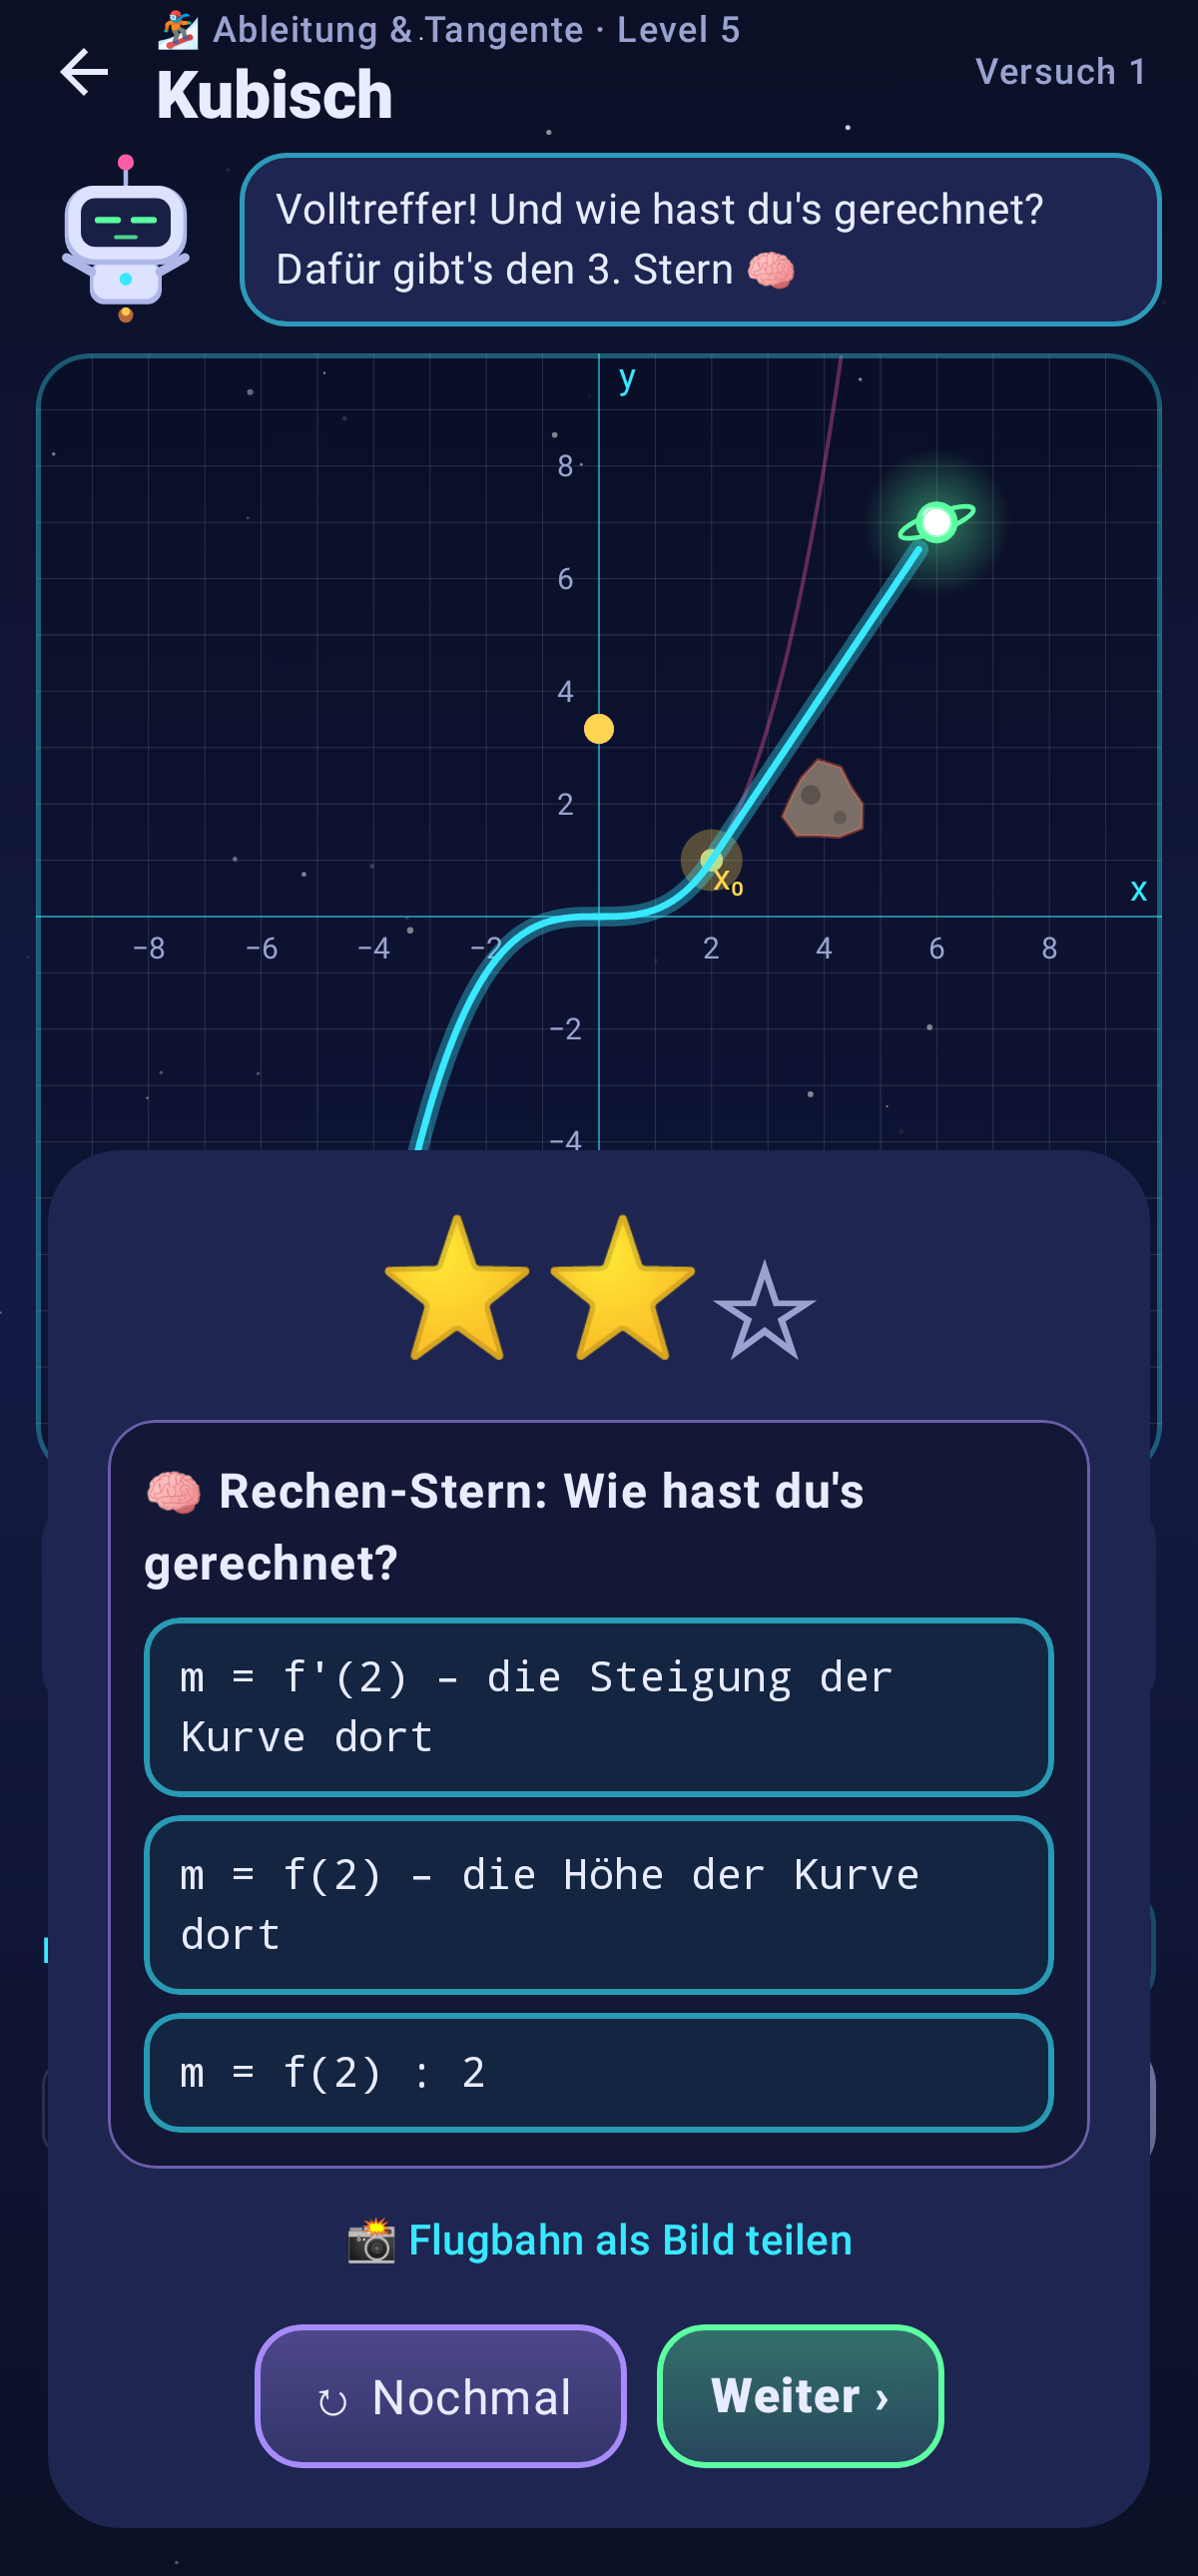 🏂 Ableitung & Tangente · Level 5
Kubisch
Versuch 1
Volltreffer! Und wie hast du's gerechnet?
Dafür gibt's den 3. Stern 🧠
y
8
6
4
2
x₀
x
−8 −6 −4 −2 2 4 6 8
−2
−4
🧠 Rechen-Stern: Wie hast du's
gerechnet?
m = f'(2) – die Steigung der
Kurve dort
m = f(2) – die Höhe der Kurve
dort
m = f(2) : 2
📸 Flugbahn als Bild teilen
↻ Nochmal
Weiter ›